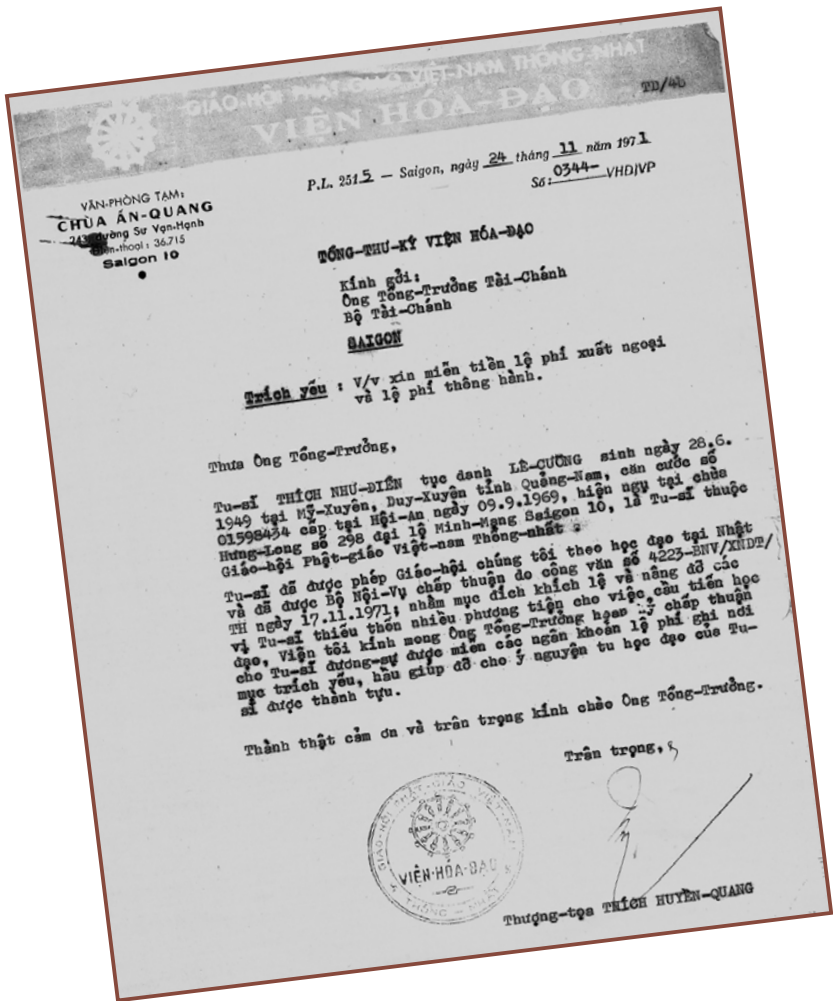 GIÁO-HỘI PHẬT-GIÁO VIỆT-NAM THỐNG-NHẤT
VIỆN HÓA-ĐẠO
TD/4b
P.L. 2515 — Saigon, ngày 24 tháng 11 năm 1971
Số: 0344- VHĐ/VP
VĂN-PHÒNG TẠM:
CHÙA ẤN-QUANG
243, đường Sư Vạn-Hạnh
Điện-thoại: 36.715
Saigon 10
TỔNG-THƯ-KÝ VIỆN HÓA-ĐẠO
Kính gởi:
Ông Tổng-Trưởng Tài-Chánh
Bộ Tài-Chánh
SAIGON
Trích yếu : V/v xin miễn tiền lệ phí xuất ngoại
và lệ phí thông hành.
Thưa Ông Tổng-Trưởng,
Tu-sĩ THÍCH NHƯ-ĐIỂN tục danh LÊ-CƯỜNG sinh ngày 28.6.
1949 tại Mỹ-Xuyên, Duy-Xuyên tỉnh Quảng-Nam, căn cước số
01598434 cấp tại Hội-An ngày 09.9.1969, hiện ngụ tại chùa
Hưng-Long số 298 đại lộ Minh-Mạng Saigon 10, là Tu-sĩ thuộc
Giáo-hội Phật-giáo Việt-nam Thống-nhất .
Tu-sĩ đã được phép Giáo-hội chúng tôi theo học đạo tại Nhật
và đã được Bộ Nội-Vụ chấp thuận do công văn số 4223-BNV/XNDT/
TH ngày 17.11.1971; nhằm mục đích khích lệ và nâng đỡ các
vị Tu-sĩ thiếu thốn nhiều phương tiện cho việc cầu tiến học
đạo, Viện tôi kính mong Ông Tổng-Trưởng hoan hỷ chấp thuận
cho Tu-sĩ đương-sự được miễn các ngân khoản lệ phí ghi nơi
mục trích yếu, hầu giúp đỡ cho ý nguyện tu học đạo của Tu-
sĩ được thành tựu.
Thành thật cảm ơn và trân trọng kính chào Ông Tổng-Trưởng.
Trân trọng,
GIÁO-HỘI PHẬT-GIÁO VIỆT-NAM
VIỆN-HÓA-ĐẠO
THỐNG-NHẤT
Thượng-tọa THÍCH HUYỀN-QUANG